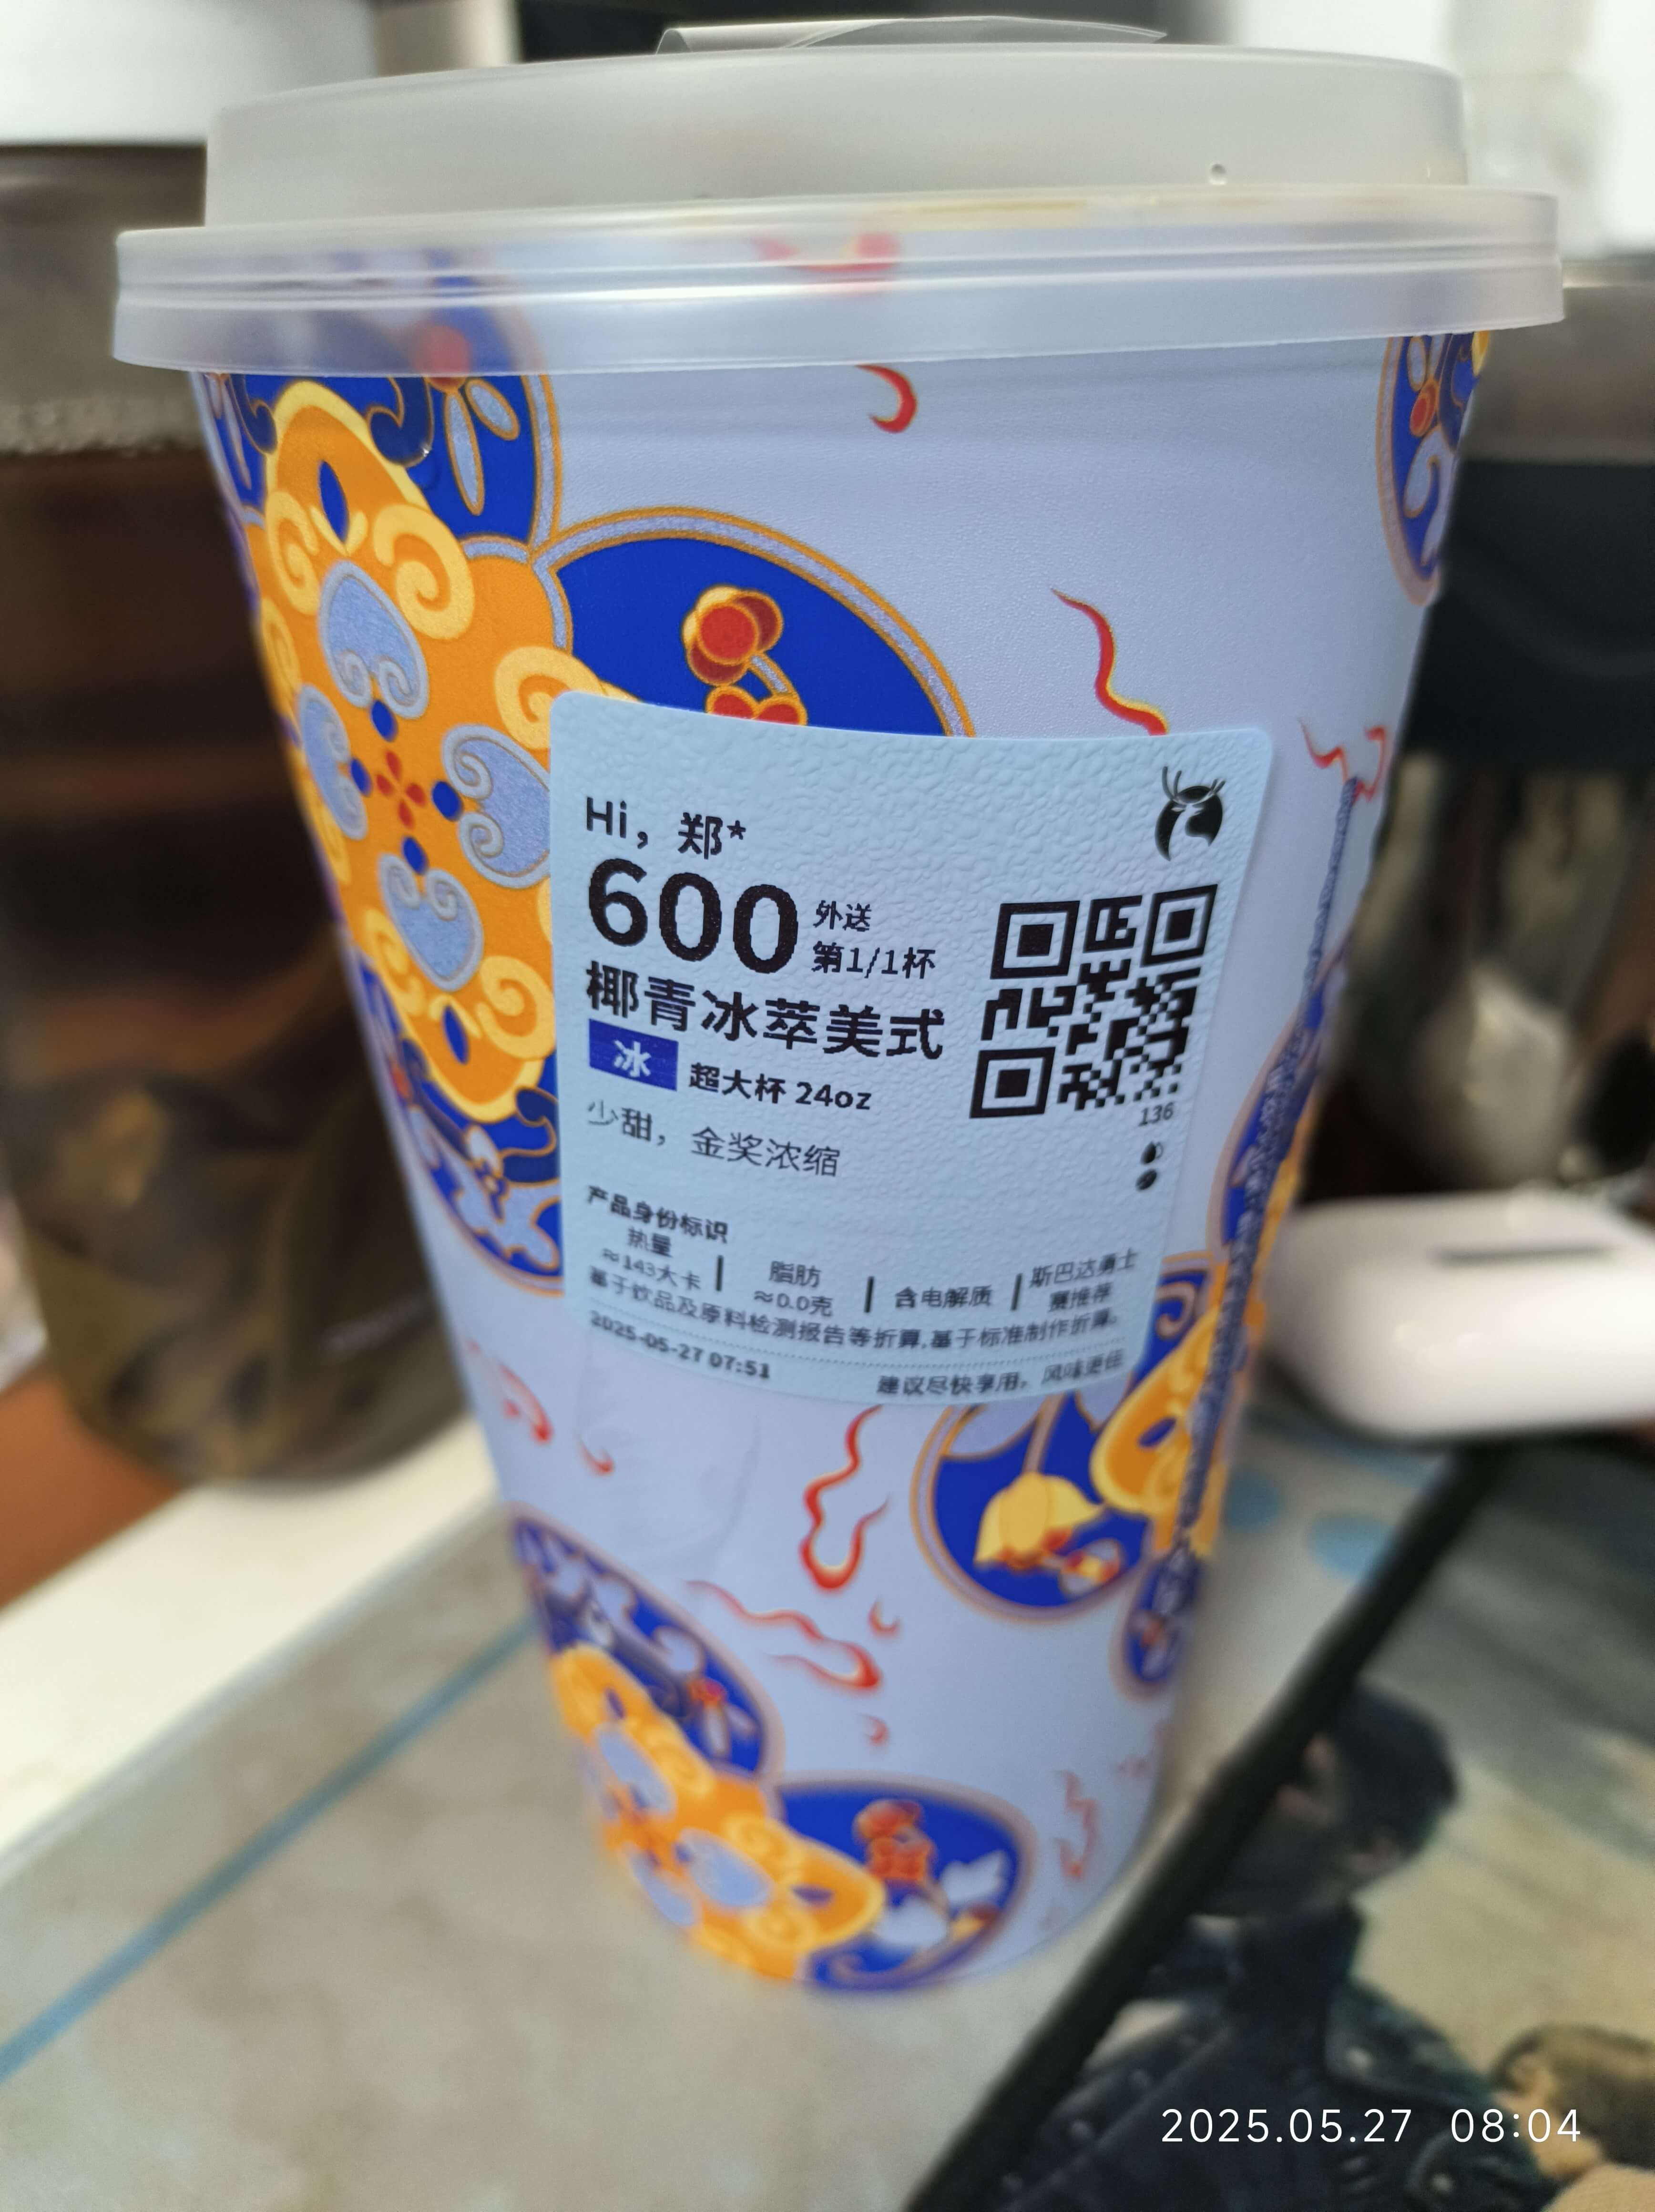 Hi，郑*
600 外送
第1/1杯
椰青冰萃美式
冰 超大杯 24oz
少甜，金奖浓缩
136
产品身份标识
热量
≈143大卡
脂肪
≈0.0克
含电解质
斯巴达勇士
赛推荐
基于饮品及原料检测报告等折算,基于标准制作折算。
2025-05-27 07:51
建议尽快享用，风味更佳
2025.05.27 08:04